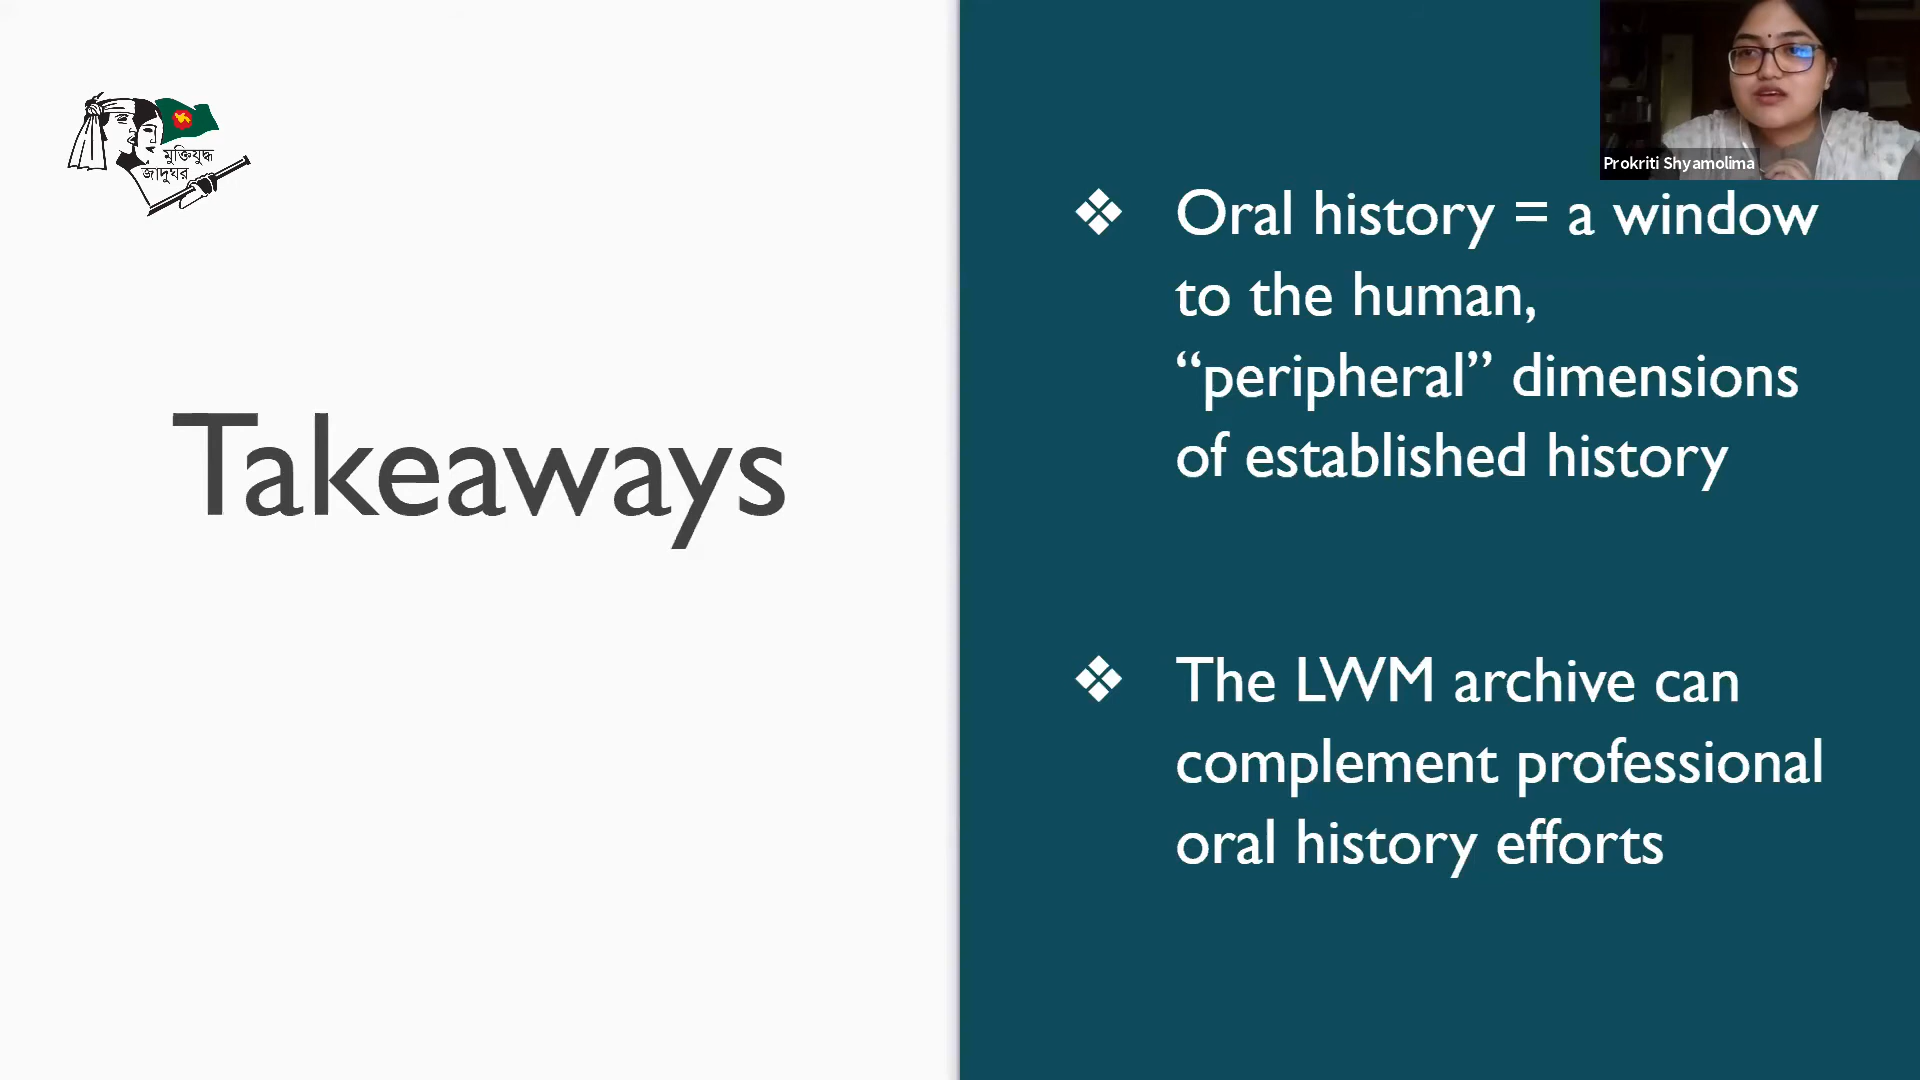 মুক্তিযুদ্ধ
জাদুঘর
Takeaways
Prokriti Shyamolima
❖ Oral history = a window
to the human,
“peripheral” dimensions
of established history
❖ The LWM archive can
complement professional
oral history efforts